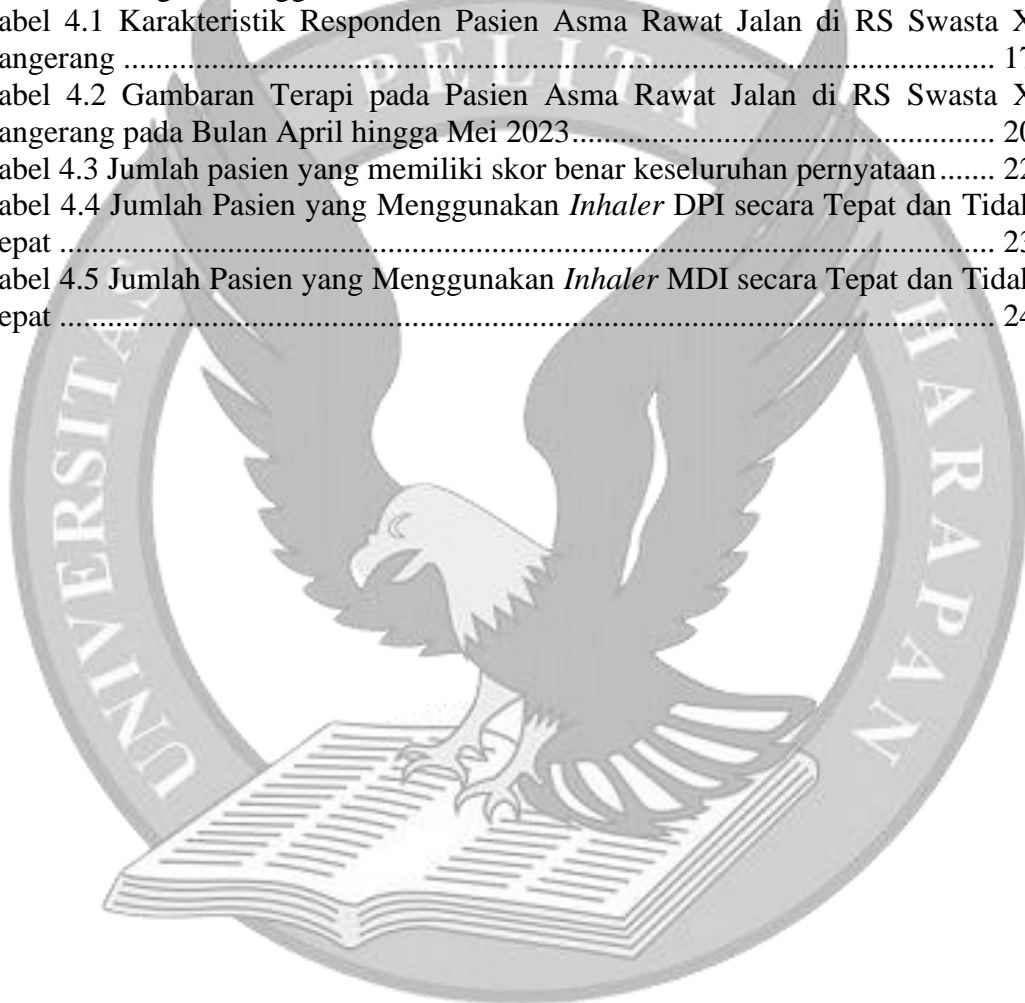 abel 4.1 Karakteristik Responden Pasien Asma Rawat Jalan di RS Swasta X
angerang ........................................................................................................... 17
abel 4.2 Gambaran Terapi pada Pasien Asma Rawat Jalan di RS Swasta X
angerang pada Bulan April hingga Mei 2023.................................................... 20
abel 4.3 Jumlah pasien yang memiliki skor benar keseluruhan pernyataan....... 22
abel 4.4 Jumlah Pasien yang Menggunakan Inhaler DPI secara Tepat dan Tidak
epat ................................................................................................................... 23
abel 4.5 Jumlah Pasien yang Menggunakan Inhaler MDI secara Tepat dan Tidak
epat ................................................................................................................... 24
UNIVERSITAS PELITA HARAPAN